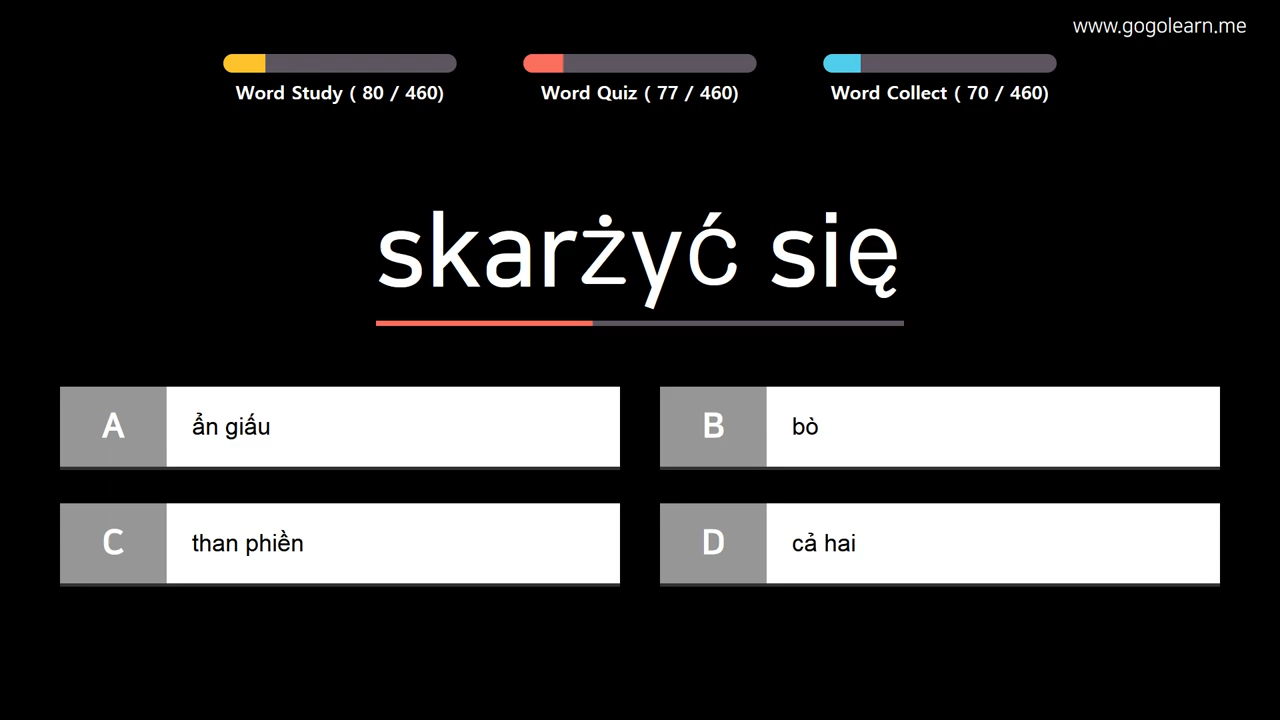 www.gogolearn.me
Word Study ( 80 / 460)
Word Quiz ( 77 / 460)
Word Collect ( 70 / 460)
skarżyć się
A
ẩn giấu
B
bò
C
than phiền
D
cả hai